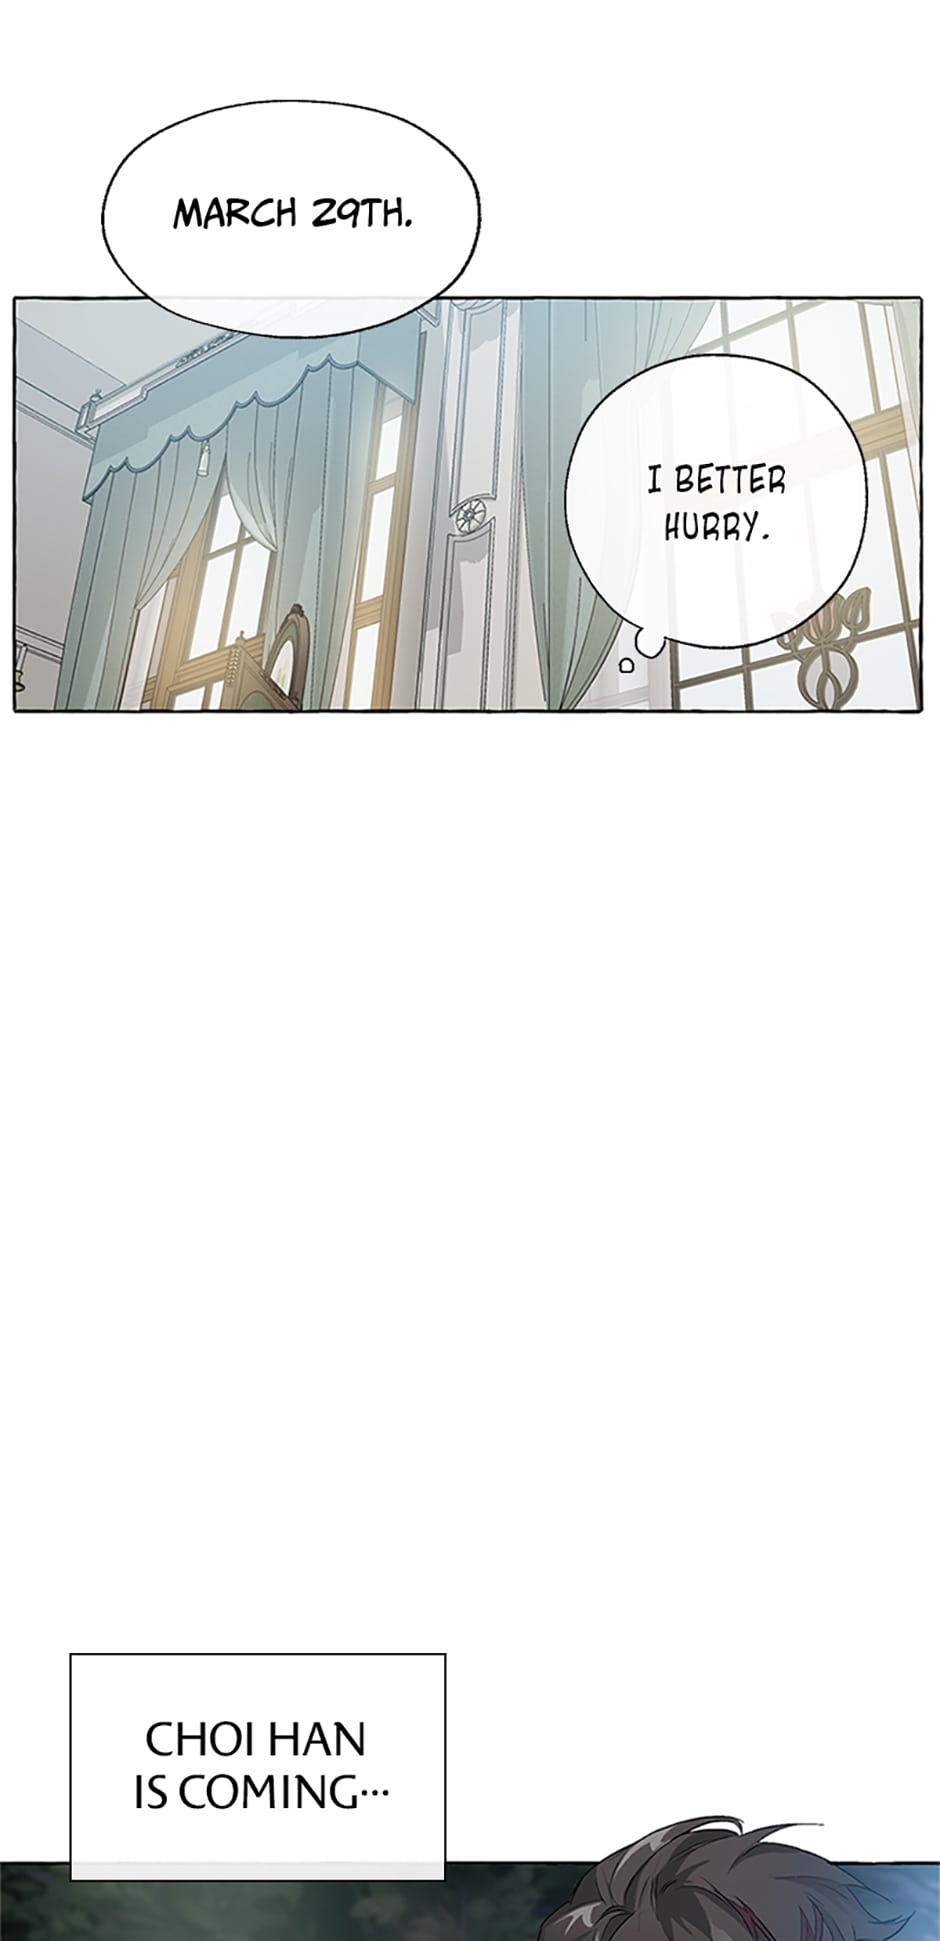 MARCH 29TH.
I BETTER
HURRY.
CHOI HAN
IS COMING...